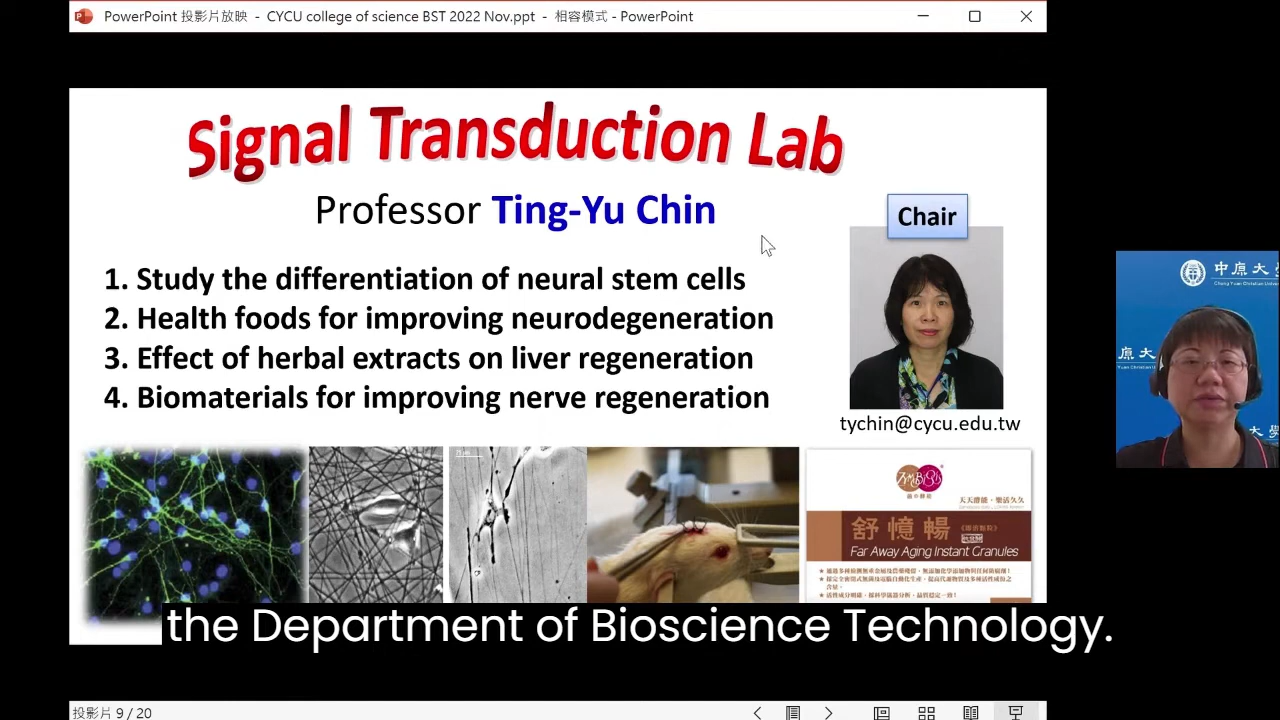 PowerPoint 投影片放映 - CYCU college of science BST 2022 Nov.ppt - 相容模式 - PowerPoint
Signal Transduction Lab
Professor Ting-Yu Chin
Chair
1. Study the differentiation of neural stem cells
2. Health foods for improving neurodegeneration
3. Effect of herbal extracts on liver regeneration
4. Biomaterials for improving nerve regeneration
tychin@cycu.edu.tw
中原大
Chung Yuan Christian
原大
大學
天天體能・樂活久久
舒憶暢
Far Away Aging Instant Granules
the Department of Bioscience Technology.
投影片 9 / 20